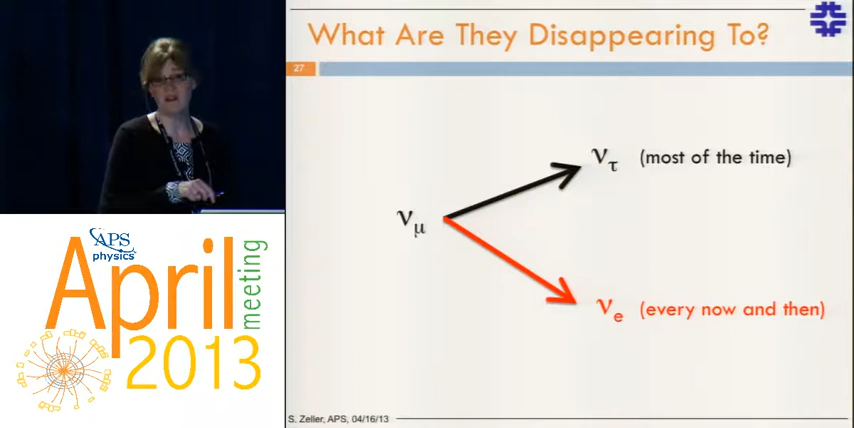 What Are They Disappearing To?
27
ντ (most of the time)
νμ
νe (every now and then)
S. Zeller, APS, 04/16/13
APS
physics
April
meeting
2013